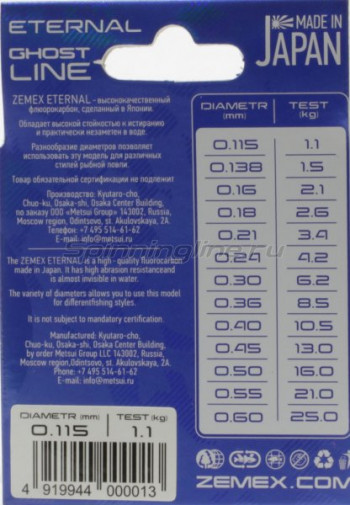 ETERNAL
GHOST
LINE
MADE IN
JAPAN
ZEMEX ETERNAL – высококачественный
флюорокарбон, сделанный в Японии.
Обладает высокой стойкостью к истиранию
и практически незаметен в воде.
Разнообразие диаметров позволяет
использовать эту модель для различных
стилей рыбной ловли.
Товар обязательной сертификации не подлежит
Производство: Kyutaro-cho,
Chuo-ku, Osaka-shi, Osaka Center Building,
по заказу ООО «Metsui Group» 143002, Russia,
Moscow region, Odintsovo, st. Akulovskaya, 2A.
Телефон +7 495 514-61-62
E-mail info@metsui.ru
The ZEMEX ETERNAL is a high - quality fluorocarbon
made in Japan. It has high abrasion resistanceand
is almost invisible in water.
The variety of diameters allows you to use this model
for differentfishing styles.
It is not subject to mandatory certification.
Manufactured: Kyutaro-cho,
Chuo-ku, Osaka-shi, Osaka Center Building,
by order Metsui Group LLC 143002, Russia,
Moscow region,Odintsovo, st. Akulovskaya, 2A.
Phone +7 495 514-61-62
E-mail info@metsui.ru
DIAMETR (mm) TEST (kg)
0.115 1.1
0.138 1.5
0.16 2.1
0.18 2.6
0.21 3.4
0.24 4.2
0.30 6.2
0.36 8.5
0.40 10.5
0.45 13.0
0.50 16.0
0.55 21.0
0.60 25.0
DIAMETR (mm) TEST (kg)
0.115 1.1
4 919944 000013
ZEMEX.COM
spinningline.ru